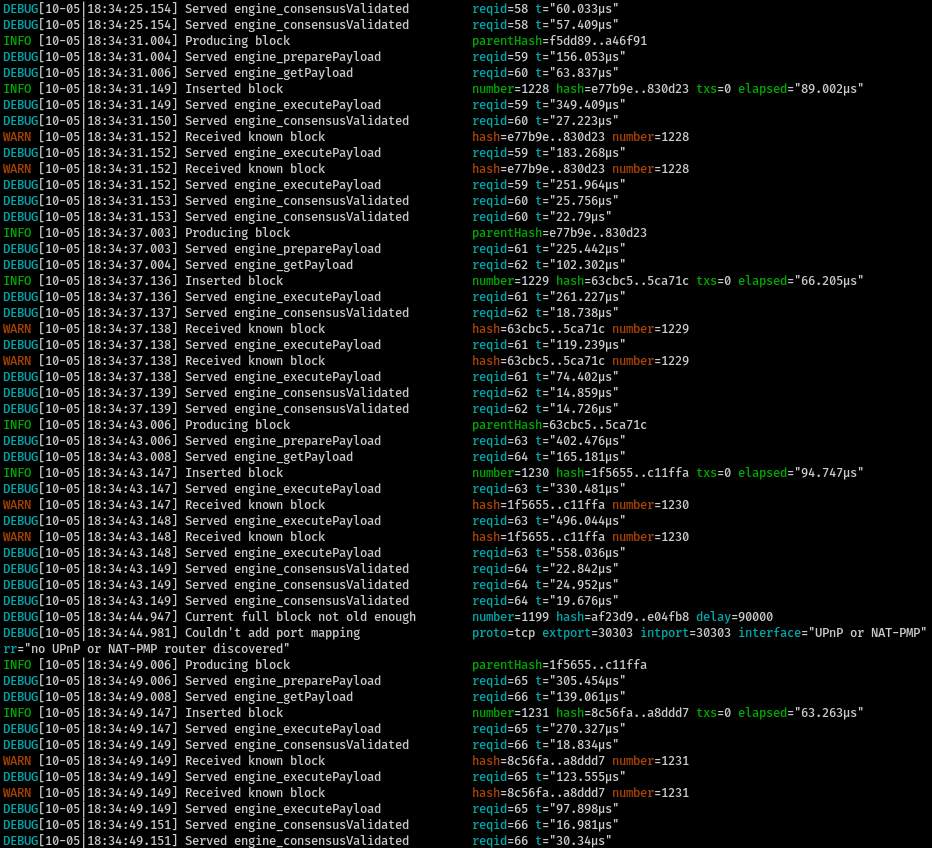 DEBUG[10-05|18:34:25.154] Served engine_consensusValidated reqid=58 t="60.033µs"
DEBUG[10-05|18:34:25.154] Served engine_consensusValidated reqid=58 t="57.409µs"
INFO [10-05|18:34:31.004] Producing block parentHash=f5dd89..a46f91
DEBUG[10-05|18:34:31.004] Served engine_preparePayload reqid=59 t="156.053µs"
DEBUG[10-05|18:34:31.006] Served engine_getPayload reqid=60 t="63.837µs"
INFO [10-05|18:34:31.149] Inserted block number=1228 hash=e77b9e..830d23 txs=0 elapsed="89.002µs"
DEBUG[10-05|18:34:31.149] Served engine_executePayload reqid=59 t="349.409µs"
DEBUG[10-05|18:34:31.150] Served engine_consensusValidated reqid=60 t="27.223µs"
WARN [10-05|18:34:31.152] Received known block hash=e77b9e..830d23 number=1228
DEBUG[10-05|18:34:31.152] Served engine_executePayload reqid=59 t="183.268µs"
WARN [10-05|18:34:31.152] Received known block hash=e77b9e..830d23 number=1228
DEBUG[10-05|18:34:31.152] Served engine_executePayload reqid=59 t="251.964µs"
DEBUG[10-05|18:34:31.153] Served engine_consensusValidated reqid=60 t="25.756µs"
DEBUG[10-05|18:34:31.153] Served engine_consensusValidated reqid=60 t="22.79µs"
INFO [10-05|18:34:37.003] Producing block parentHash=e77b9e..830d23
DEBUG[10-05|18:34:37.003] Served engine_preparePayload reqid=61 t="225.442µs"
DEBUG[10-05|18:34:37.004] Served engine_getPayload reqid=62 t="102.302µs"
INFO [10-05|18:34:37.136] Inserted block number=1229 hash=63cbc5..5ca71c txs=0 elapsed="66.205µs"
DEBUG[10-05|18:34:37.136] Served engine_executePayload reqid=61 t="261.227µs"
DEBUG[10-05|18:34:37.137] Served engine_consensusValidated reqid=62 t="18.738µs"
WARN [10-05|18:34:37.138] Received known block hash=63cbc5..5ca71c number=1229
DEBUG[10-05|18:34:37.138] Served engine_executePayload reqid=61 t="119.239µs"
WARN [10-05|18:34:37.138] Received known block hash=63cbc5..5ca71c number=1229
DEBUG[10-05|18:34:37.138] Served engine_executePayload reqid=61 t="74.402µs"
DEBUG[10-05|18:34:37.139] Served engine_consensusValidated reqid=62 t="14.859µs"
DEBUG[10-05|18:34:37.139] Served engine_consensusValidated reqid=62 t="14.726µs"
INFO [10-05|18:34:43.006] Producing block parentHash=63cbc5..5ca71c
DEBUG[10-05|18:34:43.006] Served engine_preparePayload reqid=63 t="402.476µs"
DEBUG[10-05|18:34:43.008] Served engine_getPayload reqid=64 t="165.181µs"
INFO [10-05|18:34:43.147] Inserted block number=1230 hash=1f5655..c11ffa txs=0 elapsed="94.747µs"
DEBUG[10-05|18:34:43.147] Served engine_executePayload reqid=63 t="330.481µs"
WARN [10-05|18:34:43.147] Received known block hash=1f5655..c11ffa number=1230
DEBUG[10-05|18:34:43.148] Served engine_executePayload reqid=63 t="496.044µs"
WARN [10-05|18:34:43.148] Received known block hash=1f5655..c11ffa number=1230
DEBUG[10-05|18:34:43.148] Served engine_executePayload reqid=63 t="558.036µs"
DEBUG[10-05|18:34:43.149] Served engine_consensusValidated reqid=64 t="22.842µs"
DEBUG[10-05|18:34:43.149] Served engine_consensusValidated reqid=64 t="24.952µs"
DEBUG[10-05|18:34:43.149] Served engine_consensusValidated reqid=64 t="19.676µs"
DEBUG[10-05|18:34:44.947] Current full block not old enough number=1199 hash=af23d9..e04fb8 delay=90000
DEBUG[10-05|18:34:44.981] Couldn't add port mapping proto=tcp extport=30303 intport=30303 interface="UPnP or NAT-PMP"
rr="no UPnP or NAT-PMP router discovered"
INFO [10-05|18:34:49.006] Producing block parentHash=1f5655..c11ffa
DEBUG[10-05|18:34:49.006] Served engine_preparePayload reqid=65 t="305.454µs"
DEBUG[10-05|18:34:49.008] Served engine_getPayload reqid=66 t="139.061µs"
INFO [10-05|18:34:49.147] Inserted block number=1231 hash=8c56fa..a8ddd7 txs=0 elapsed="63.263µs"
DEBUG[10-05|18:34:49.147] Served engine_executePayload reqid=65 t="270.327µs"
DEBUG[10-05|18:34:49.147] Served engine_consensusValidated reqid=66 t="18.834µs"
WARN [10-05|18:34:49.149] Received known block hash=8c56fa..a8ddd7 number=1231
DEBUG[10-05|18:34:49.149] Served engine_executePayload reqid=65 t="123.555µs"
WARN [10-05|18:34:49.149] Received known block hash=8c56fa..a8ddd7 number=1231
DEBUG[10-05|18:34:49.149] Served engine_executePayload reqid=65 t="97.898µs"
DEBUG[10-05|18:34:49.151] Served engine_consensusValidated reqid=66 t="16.981µs"
DEBUG[10-05|18:34:49.151] Served engine_consensusValidated reqid=66 t="30.34µs"